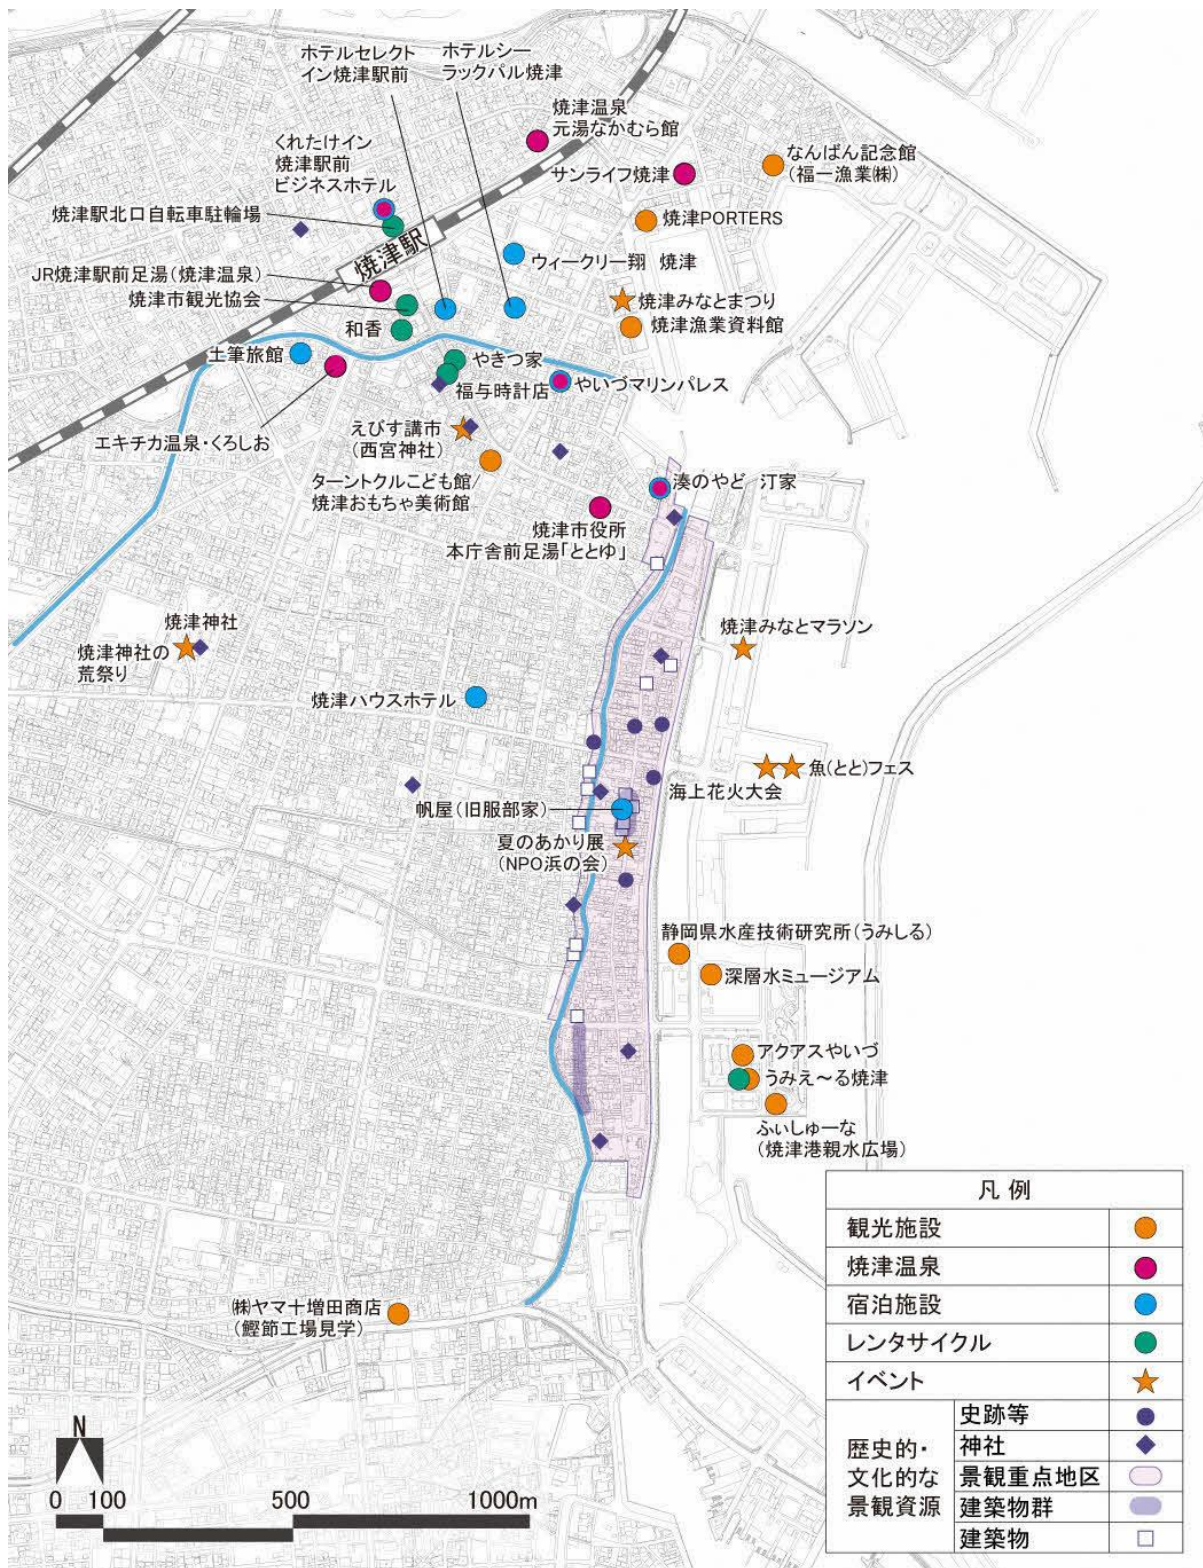 ホテルセレクト
イン焼津駅前
ホテルシー
ラックパル焼津
焼津温泉
元湯なかむら館
くれたけイン
焼津駅前
ビジネスホテル
サンライフ焼津
なんばん記念館
(福一漁業㈱)
焼津駅北口自転車駐輪場
焼津PORTERS
焼津駅
ウィークリー翔 焼津
JR焼津駅前足湯(焼津温泉)
焼津市観光協会
焼津みなとまつり
焼津漁業資料館
和香
土筆旅館
やきつ家
福与時計店
やいづマリンパレス
エキチカ温泉・くろしお
えびす講市
(西宮神社)
ターントクルこども館/
焼津おもちゃ美術館
湊のやど 汀家
焼津市役所
本庁舎前足湯「ととゆ」
焼津神社
焼津神社の
荒祭り
焼津みなとマラソン
焼津ハウスホテル
魚(とと)フェス
海上花火大会
帆屋(旧服部家)
夏のあかり展
(NPO浜の会)
静岡県水産技術研究所(うみしる)
深層水ミュージアム
アクアスやいづ
うみえ〜る焼津
ふぃしゅーな
(焼津港親水広場)
㈱ヤマ十増田商店
(鰹節工場見学)
凡例
観光施設
焼津温泉
宿泊施設
レンタサイクル
イベント
歴史的・
文化的な
景観資源
史跡等
神社
景観重点地区
建築物群
建築物
N
0 100 500 1000m